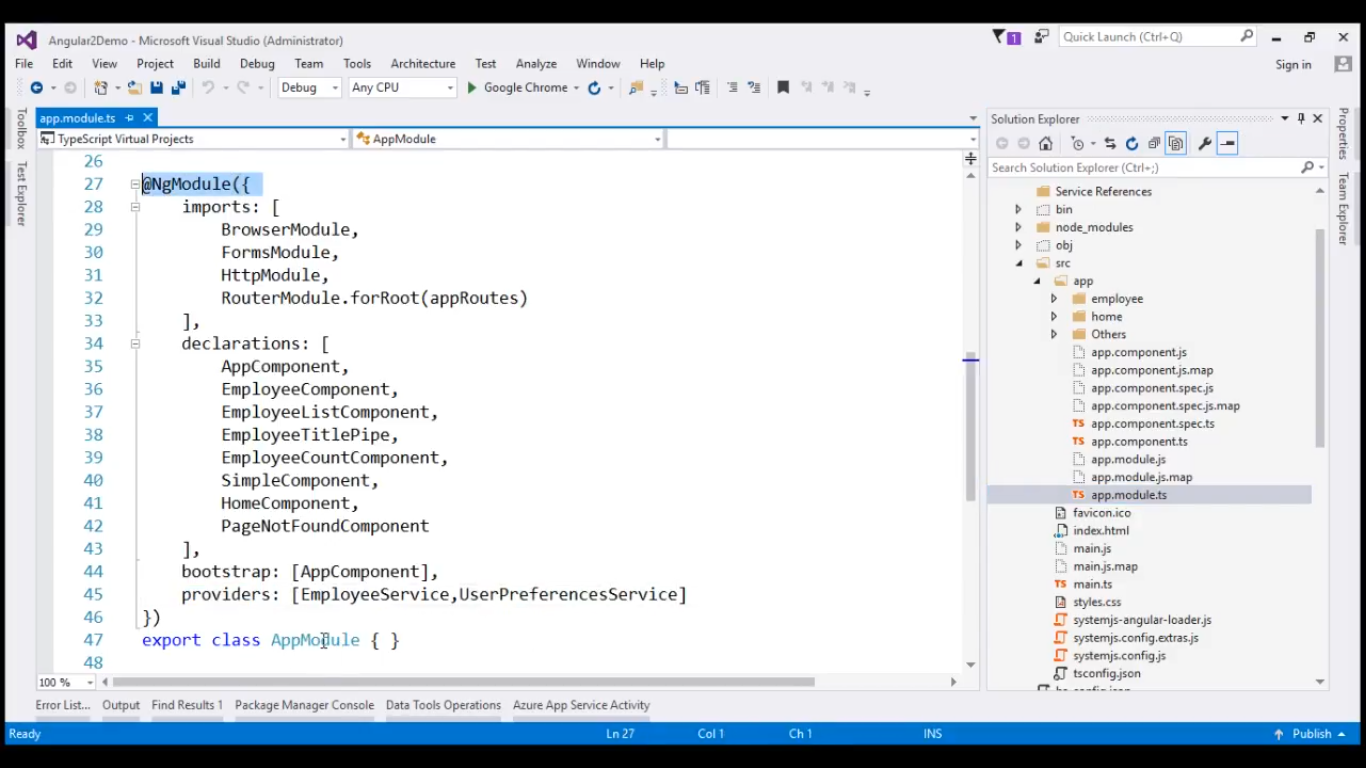 Angular2Demo - Microsoft Visual Studio (Administrator)
1
Quick Launch (Ctrl+Q)
File Edit View Project Build Debug Team Tools Architecture Test Analyze Window Help
Sign in
Debug Any CPU Google Chrome
Toolbox
Test Explorer
app.module.ts
TypeScript Virtual Projects AppModule
26
27 @NgModule({
28 imports: [
29 BrowserModule,
30 FormsModule,
31 HttpModule,
32 RouterModule.forRoot(appRoutes)
33 ],
34 declarations: [
35 AppComponent,
36 EmployeeComponent,
37 EmployeeListComponent,
38 EmployeeTitlePipe,
39 EmployeeCountComponent,
40 SimpleComponent,
41 HomeComponent,
42 PageNotFoundComponent
43 ],
44 bootstrap: [AppComponent],
45 providers: [EmployeeService,UserPreferencesService]
46 })
47 export class AppModule { }
48
100 %
Solution Explorer
Search Solution Explorer (Ctrl+;)
Service References
bin
node_modules
obj
src
app
employee
home
Others
app.component.js
app.component.js.map
app.component.spec.js
app.component.spec.js.map
TS app.component.spec.ts
TS app.component.ts
app.module.js
app.module.js.map
TS app.module.ts
favicon.ico
index.html
main.js
main.js.map
TS main.ts
styles.css
systemjs-angular-loader.js
systemjs.config.extras.js
systemjs.config.js
tsconfig.json
Properties
Team Explorer
Error List... Output Find Results 1 Package Manager Console Data Tools Operations Azure App Service Activity
Ready Ln 27 Col 1 Ch 1 INS Publish